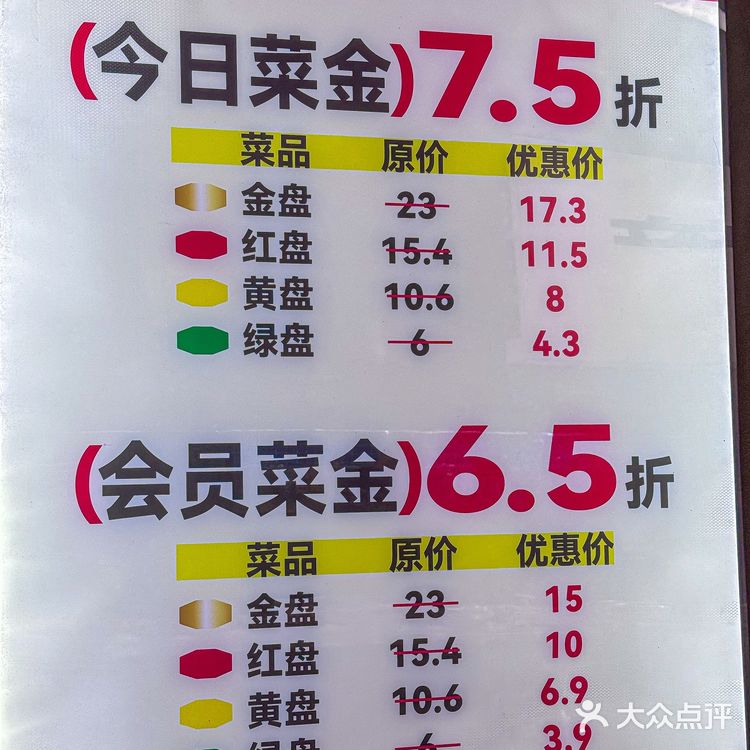 (今日菜金)7.5折
菜品 原价 优惠价
金盘 23 17.3
红盘 15.4 11.5
黄盘 10.6 8
绿盘 6 4.3
(会员菜金)6.5折
菜品 原价 优惠价
金盘 23 15
红盘 15.4 10
黄盘 10.6 6.9
绿盘 6 3.9
大众点评